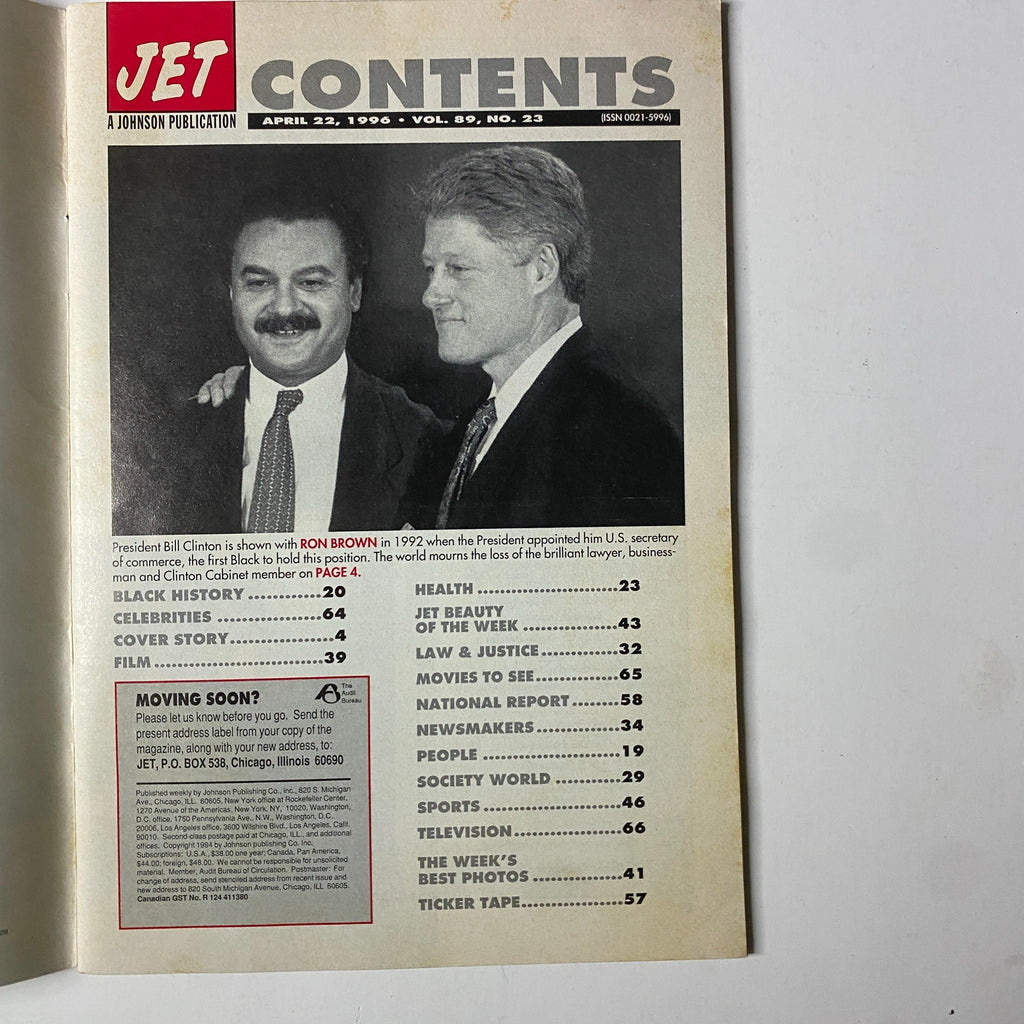 JET
A JOHNSON PUBLICATION
CONTENTS
APRIL 22, 1996 • VOL. 89, NO. 23 (ISSN 0021-5996)
President Bill Clinton is shown with RON BROWN in 1992 when the President appointed him U.S. secretary
of commerce, the first Black to hold this position. The world mourns the loss of the brilliant lawyer, business-
man and Clinton Cabinet member on PAGE 4.
BLACK HISTORY ............20
CELEBRITIES ..................64
COVER STORY..................4
FILM................................39
MOVING SOON?
The
Audit
Bureau
Please let us know before you go. Send the
present address label from your copy of the
magazine, along with your new address, to:
JET, P.O. BOX 538, Chicago, Illinois 60690
Published weekly by Johnson Publishing Co., Inc., 820 S. Michigan
Ave., Chicago, ILL. 60605, New York office at Rockefeller Center,
1270 Avenue of the Americas, New York, NY, 10020, Washington,
D.C. office, 1750 Pennsylvania Ave., N.W., Washington, D.C.
20006, Los Angeles office, 3600 Wilshire Blvd., Los Angeles, Calif.
90010. Second-class postage paid at Chicago, ILL., and additional
offices. Copyright 1994 by Johnson publishing Co. Inc.
Subscriptions: U.S.A., $38.00 one year; Canada, Pan America,
$44.00; foreign, $48.00. We cannot be responsible for unsolicited
material. Member, Audit Bureau of Circulation. Postmaster: For
change of address, send stenciled address from recent issue and
new address to 820 South Michigan Avenue, Chicago, ILL 60605.
Canadian GST No. R 124 411380
HEALTH ........................23
JET BEAUTY
OF THE WEEK ................43
LAW & JUSTICE.............32
MOVIES TO SEE..............65
NATIONAL REPORT........58
NEWSMAKERS..............34
PEOPLE .......................19
SOCIETY WORLD ...........29
SPORTS .......................46
TELEVISION..................66
THE WEEK'S
BEST PHOTOS ...............41
TICKER TAPE..................57